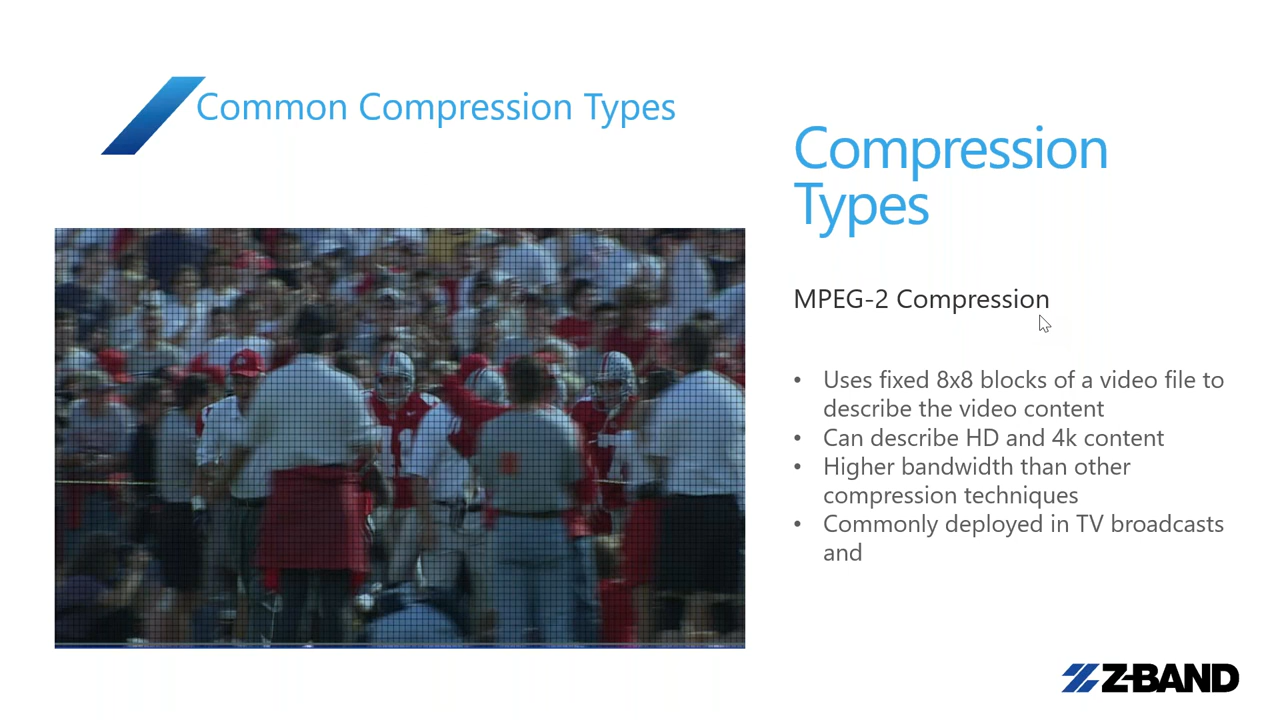 Common Compression Types
Compression
Types
MPEG-2 Compression
• Uses fixed 8x8 blocks of a video file to
describe the video content
• Can describe HD and 4k content
• Higher bandwidth than other
compression techniques
• Commonly deployed in TV broadcasts
and
Z-BAND